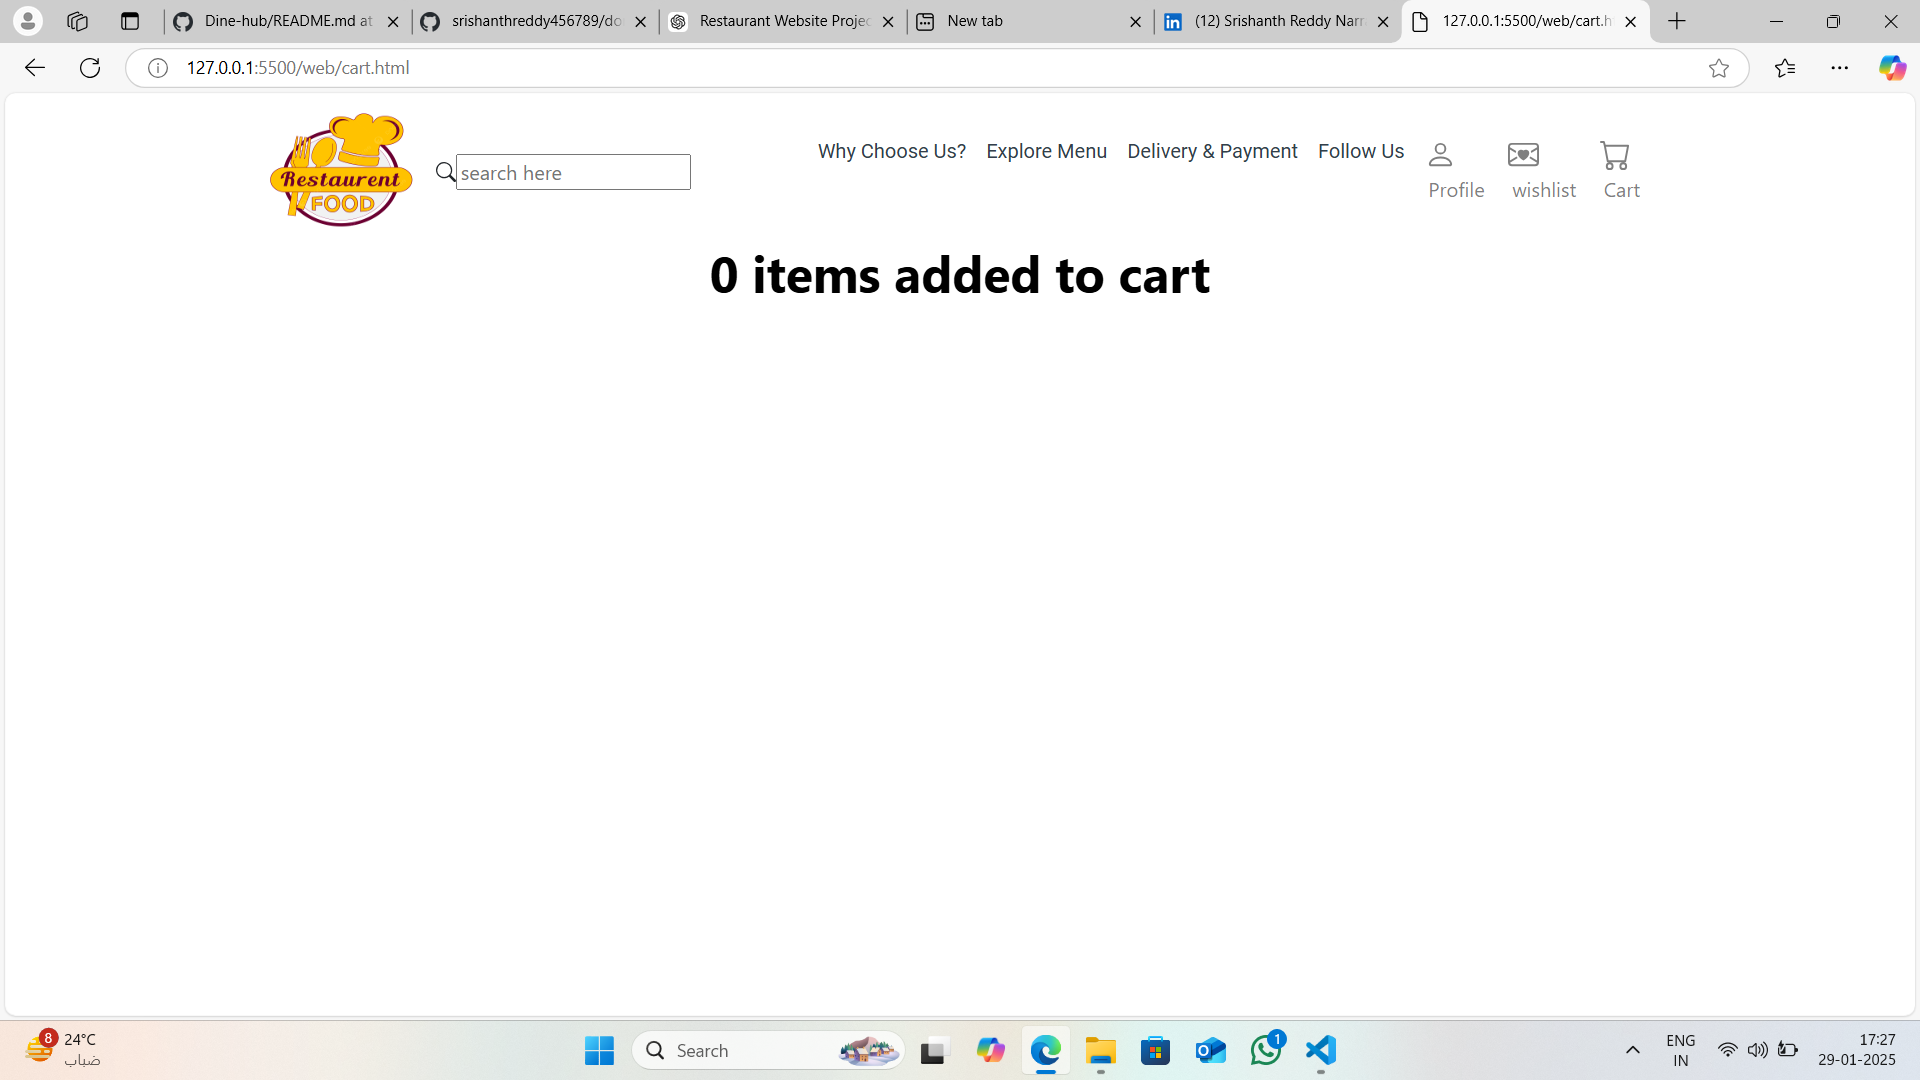 Dine-hub/README.md at
srishanthreddy456789/do
Restaurant Website Projec
New tab
(12) Srishanth Reddy Narr
127.0.0.1:5500/web/cart.h
127.0.0.1:5500/web/cart.html
Restaurent
FOOD
search here
Why Choose Us?
Explore Menu
Delivery & Payment
Follow Us
Profile
wishlist
Cart
0 items added to cart
8
24°C
ضباب
Search
1
ENG
IN
17:27
29-01-2025